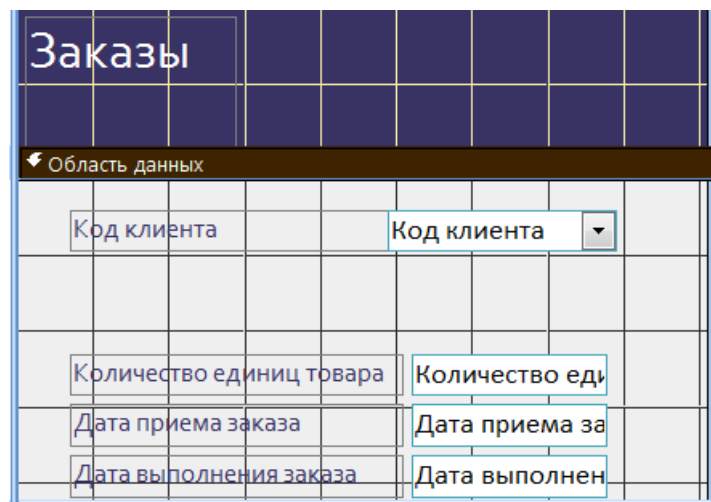 Заказы
Область данных
Код клиента Код клиента
Количество единиц товара Количество еди
Дата приема заказа Дата приема за
Дата выполнения заказа Дата выполнен